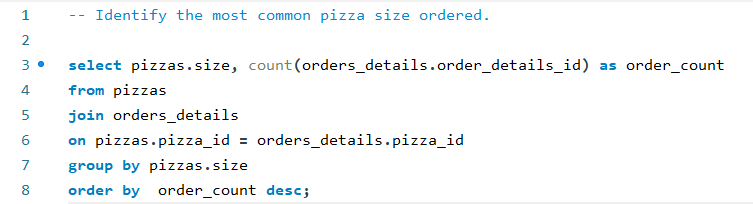 1 -- Identify the most common pizza size ordered.
2
3 select pizzas.size, count(orders_details.order_details_id) as order_count
4 from pizzas
5 join orders_details
6 on pizzas.pizza_id = orders_details.pizza_id
7 group by pizzas.size
8 order by  order_count desc;